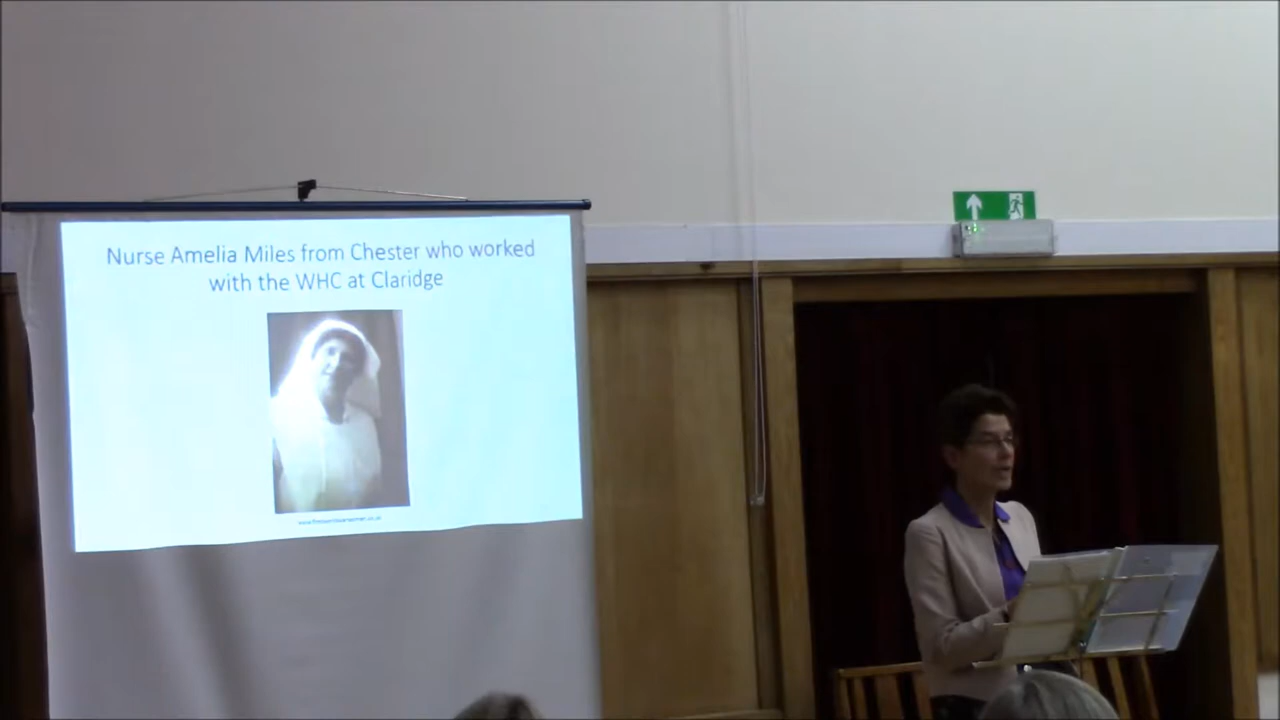 Nurse Amelia Miles from Chester who worked
with the WHC at Claridge